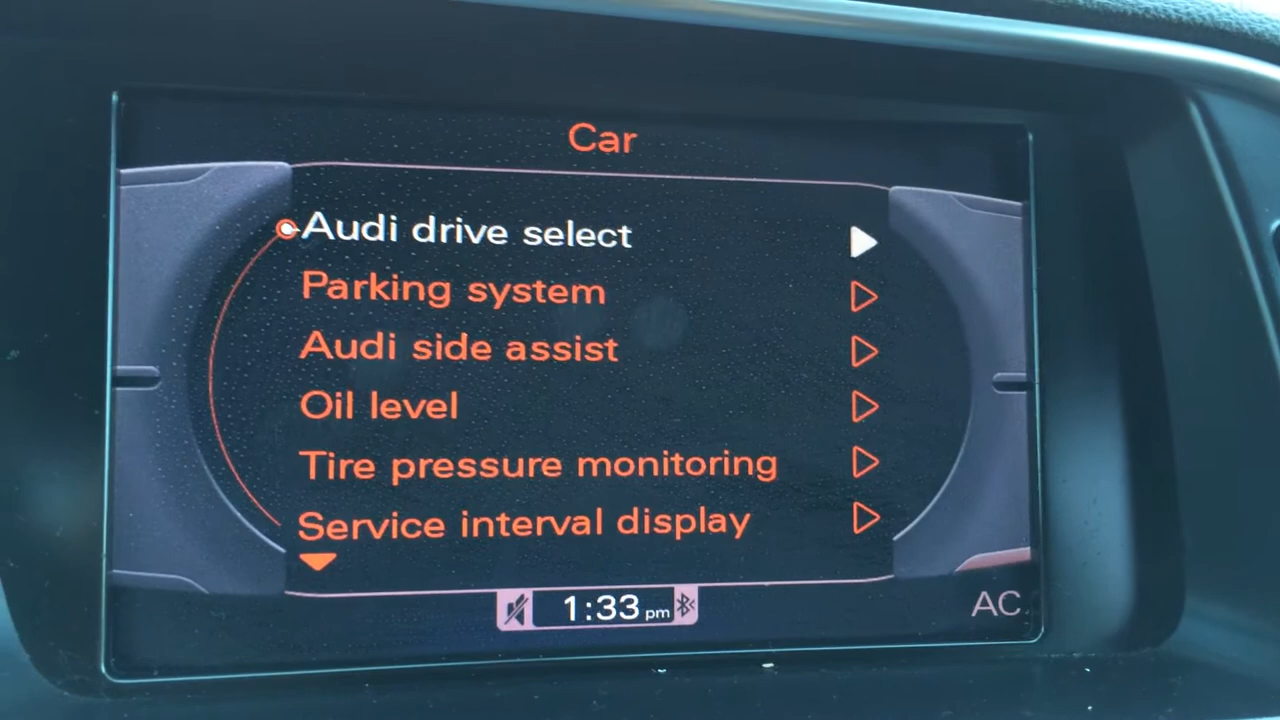 Car
Audi drive select
Parking system
Audi side assist
Oil level
Tire pressure monitoring
Service interval display
1:33 pm
AC